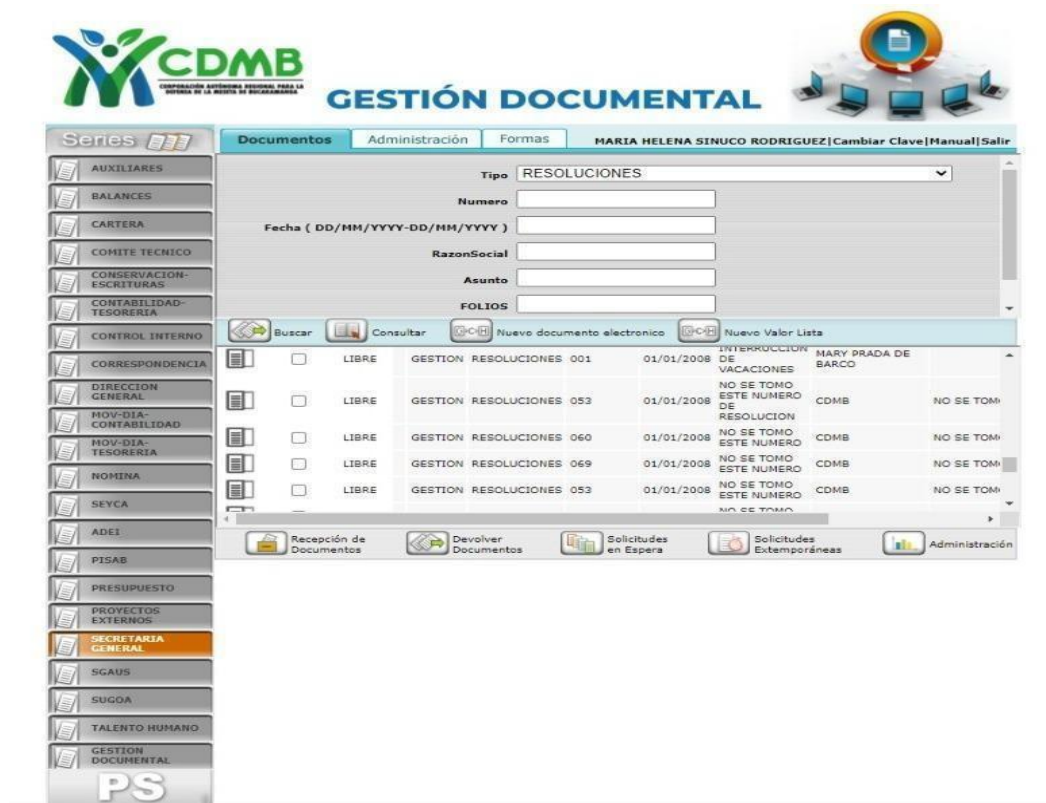 CDMB
CORPORACIÓN AUTÓNOMA REGIONAL PARA LA
DEFENSA DE LA MESETA DE BUCARAMANGA
GESTIÓN DOCUMENTAL
Series
Documentos Administración Formas MARIA HELENA SINUCO RODRIGUEZ|Cambiar Clave|Manual|Salir
AUXILIARES
BALANCES
CARTERA
COMITE TECNICO
CONSERVACION-
ESCRITURAS
CONTABILIDAD-
TESORERIA
CONTROL INTERNO
CORRESPONDENCIA
DIRECCION
GENERAL
MOV-DIA-
CONTABILIDAD
MOV-DIA-
TESORERIA
NOMINA
SEYCA
ADEI
PISAB
PRESUPUESTO
PROYECTOS
EXTERNOS
SECRETARIA
GENERAL
SGAUS
SUGOA
TALENTO HUMANO
GESTION
DOCUMENTAL
PS
Tipo RESOLUCIONES
Numero
Fecha ( DD/MM/YYYY-DD/MM/YYYY )
RazonSocial
Asunto
FOLIOS
Buscar Consultar Nuevo documento electronico Nuevo Valor Lista
LIBRE GESTION RESOLUCIONES 001 01/01/2008 INTERRUCCION DE VACACIONES MARY PRADA DE BARCO
LIBRE GESTION RESOLUCIONES 053 01/01/2008 NO SE TOMO ESTE NUMERO DE RESOLUCION CDMB NO SE TOM
LIBRE GESTION RESOLUCIONES 060 01/01/2008 NO SE TOMO ESTE NUMERO CDMB NO SE TOM
LIBRE GESTION RESOLUCIONES 069 01/01/2008 NO SE TOMO ESTE NUMERO CDMB NO SE TOM
LIBRE GESTION RESOLUCIONES 053 01/01/2008 NO SE TOMO ESTE NUMERO CDMB NO SE TOM
NO SE TOMO
Recepción de Documentos Devolver Documentos Solicitudes en Espera Solicitudes Extemporáneas Administración